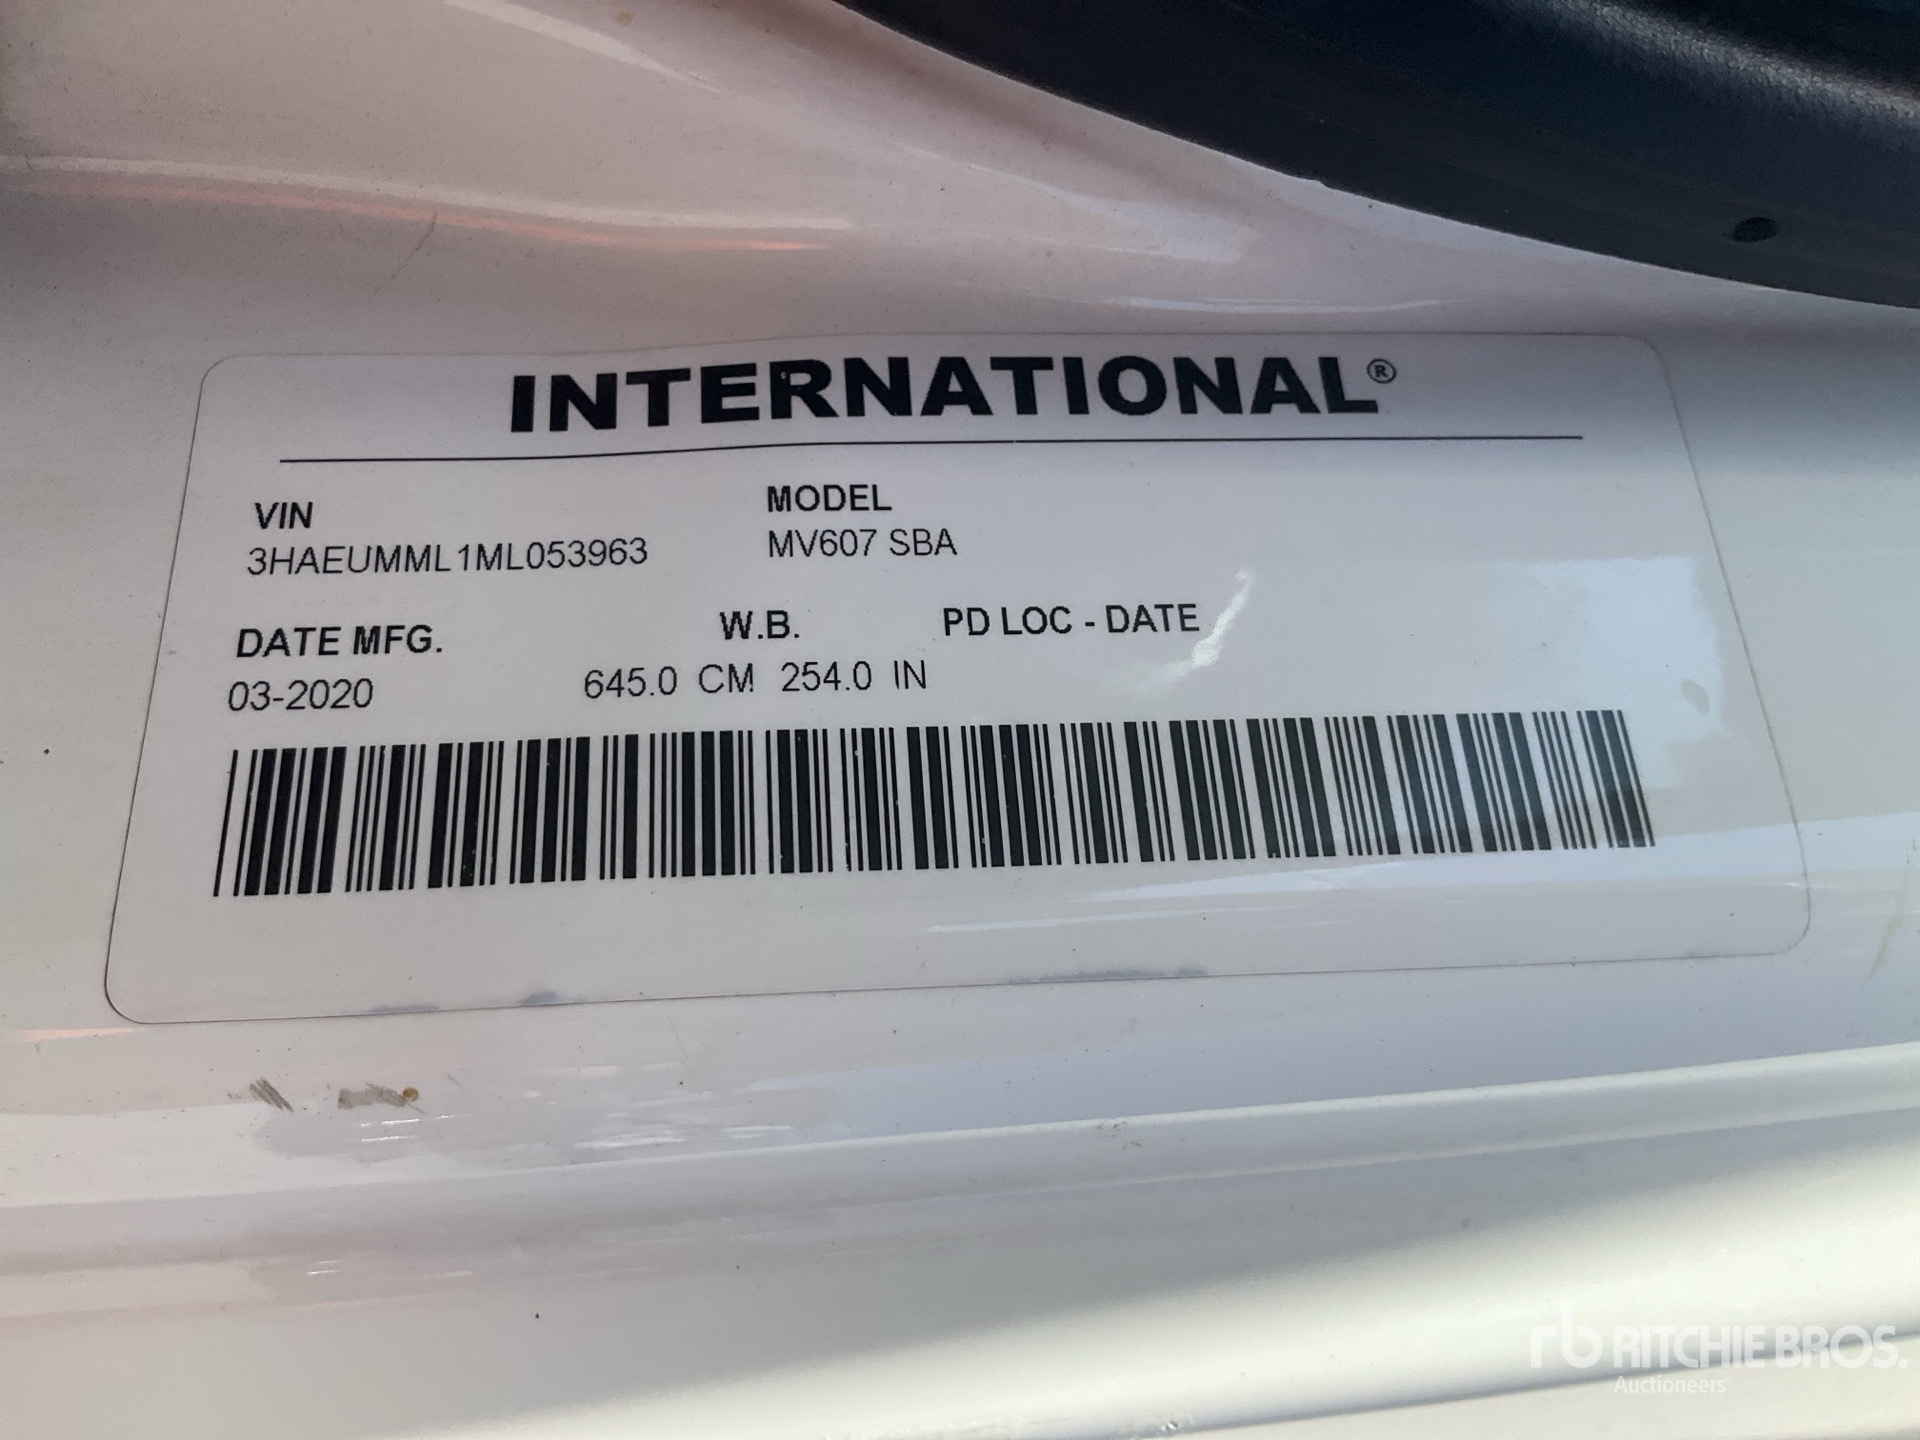 INTERNATIONAL®
VIN MODEL
3HAEUMML1ML053963 MV607 SBA
DATE MFG. W.B. PD LOC - DATE
03-2020 645.0 CM 254.0 IN
rb RITCHIE BROS.
Auctioneers